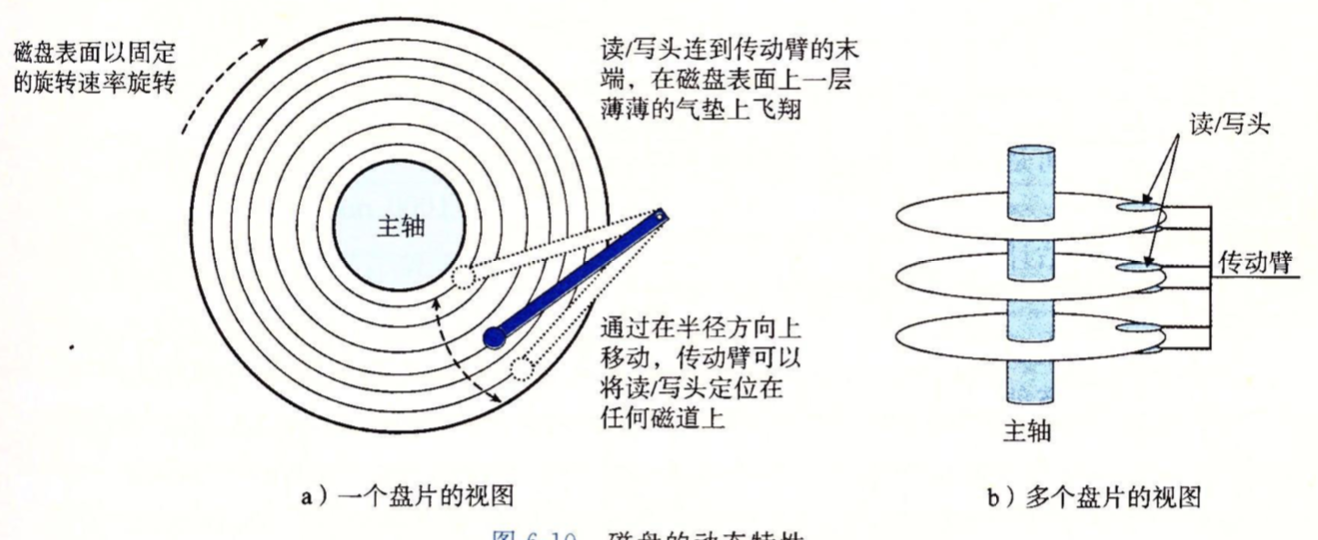 磁盘表面以固定
的旋转速率旋转
读/写头连到传动臂的末
端，在磁盘表面上一层
薄薄的气垫上飞翔
主轴
通过在半径方向上
移动，传动臂可以
将读/写头定位在
任何磁道上
a）一个盘片的视图
读/写头
传动臂
主轴
b）多个盘片的视图
图 6-10 磁盘的动态特性